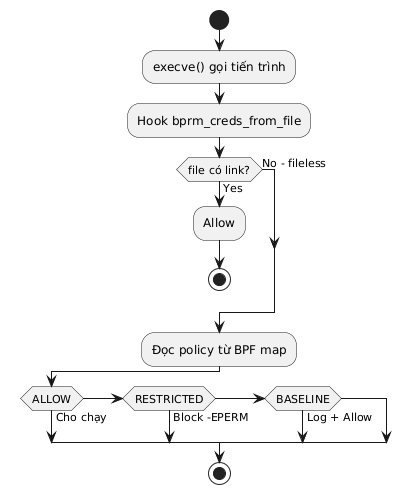 execve() gọi tiến trình
Hook bprm_creds_from_file
file có link?
No - fileless
Yes
Allow
Đọc policy từ BPF map
ALLOW
RESTRICTED
BASELINE
Cho chạy
Block -EPERM
Log + Allow